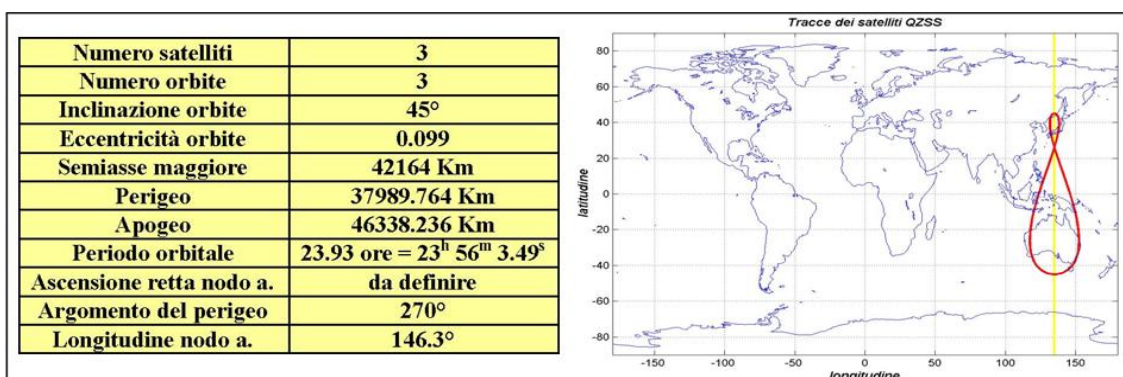 Numero satelliti 3
Numero orbite 3
Inclinazione orbite 45°
Eccentricità orbite 0.099
Semiasse maggiore 42164 Km
Perigeo 37989.764 Km
Apogeo 46338.236 Km
Periodo orbitale 23.93 ore = 23h 56m 3.49s
Ascensione retta nodo a. da definire
Argomento del perigeo 270°
Longitudine nodo a. 146.3°
Tracce dei satelliti QZSS
80
60
40
20
0
-20
-40
-60
-80
latitudine
-150 -100 -50 0 50 100 150
longitudine